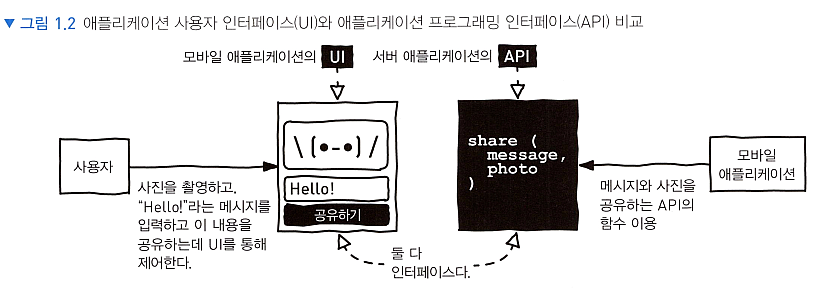 ▼ 그림 1.2 애플리케이션 사용자 인터페이스(UI)와 애플리케이션 프로그래밍 인터페이스(API) 비교
모바일 애플리케이션의 UI
서버 애플리케이션의 API
사용자
사진을 촬영하고,
“Hello!”라는 메시지를
입력하고 이 내용을
공유하는데 UI를 통해
제어한다.
\(•-•)/
Hello!
공유하기
share (
message,
photo
)
모바일
애플리케이션
메시지와 사진을
공유하는 API의
함수 이용
둘 다
인터페이스다.